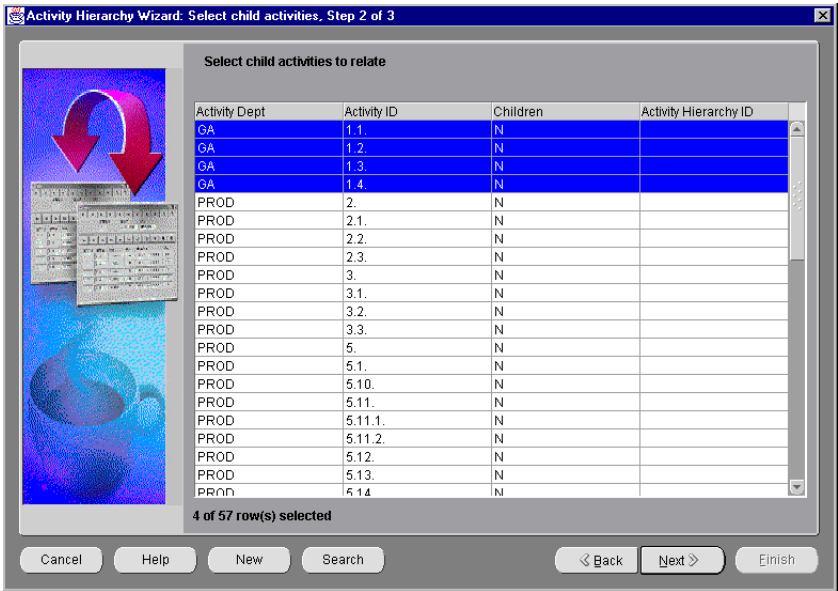 Activity Hierarchy Wizard: Select child activities, Step 2 of 3
Select child activities to relate
Activity Dept Activity ID Children Activity Hierarchy ID
GA 1.1. N
GA 1.2. N
GA 1.3. N
GA 1.4. N
PROD 2. N
PROD 2.1. N
PROD 2.2. N
PROD 2.3. N
PROD 3. N
PROD 3.1. N
PROD 3.2. N
PROD 3.3. N
PROD 5. N
PROD 5.1. N
PROD 5.10. N
PROD 5.11. N
PROD 5.11.1. N
PROD 5.11.2. N
PROD 5.12. N
PROD 5.13. N
PROD 5.14. N
4 of 57 row(s) selected
Cancel Help New Search Back Next Finish